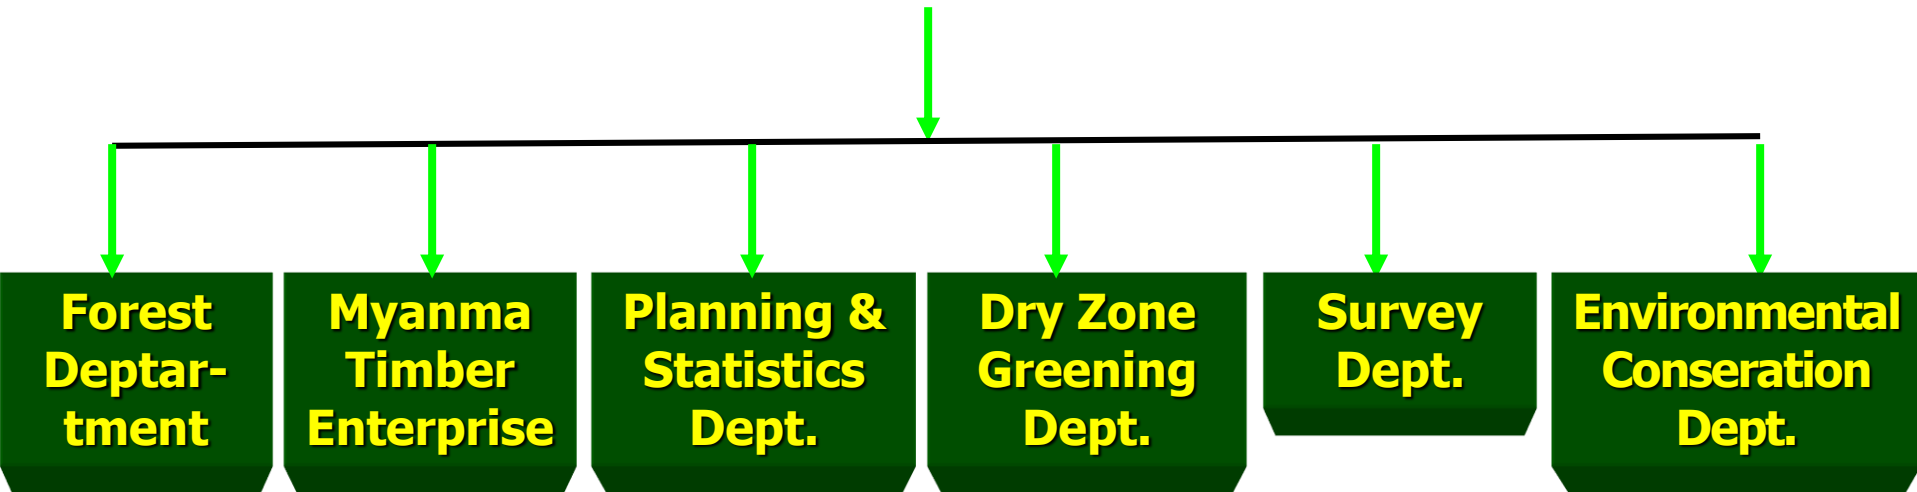 Forest
Deptar-
tment
Myanma
Timber
Enterprise
Planning &
Statistics
Dept.
Dry Zone
Greening
Dept.
Survey
Dept.
Environmental
Conseration
Dept.